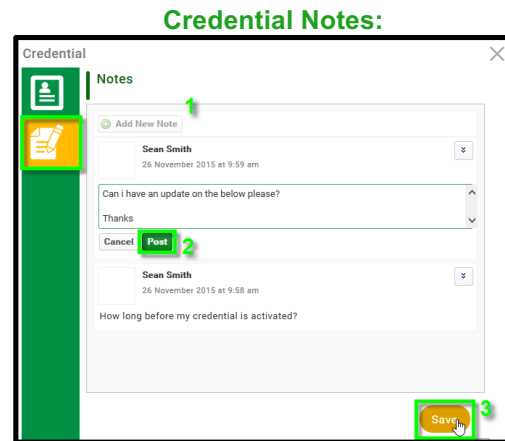 Credential Notes:
Credential
Notes
1
Add New Note
Sean Smith
26 November 2015 at 9:59 am
Can i have an update on the below please?
Thanks
Cancel Post 2
Sean Smith
26 November 2015 at 9:58 am
How long before my credential is activated?
Save 3